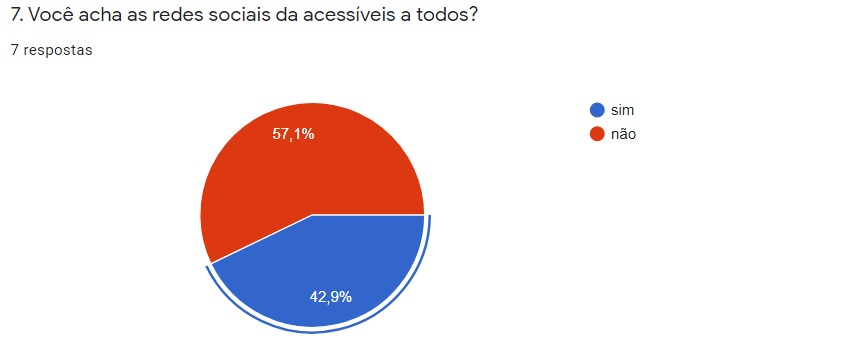 7. Você acha as redes sociais da acessíveis a todos?
7 respostas
sim
não
57,1%
42,9%